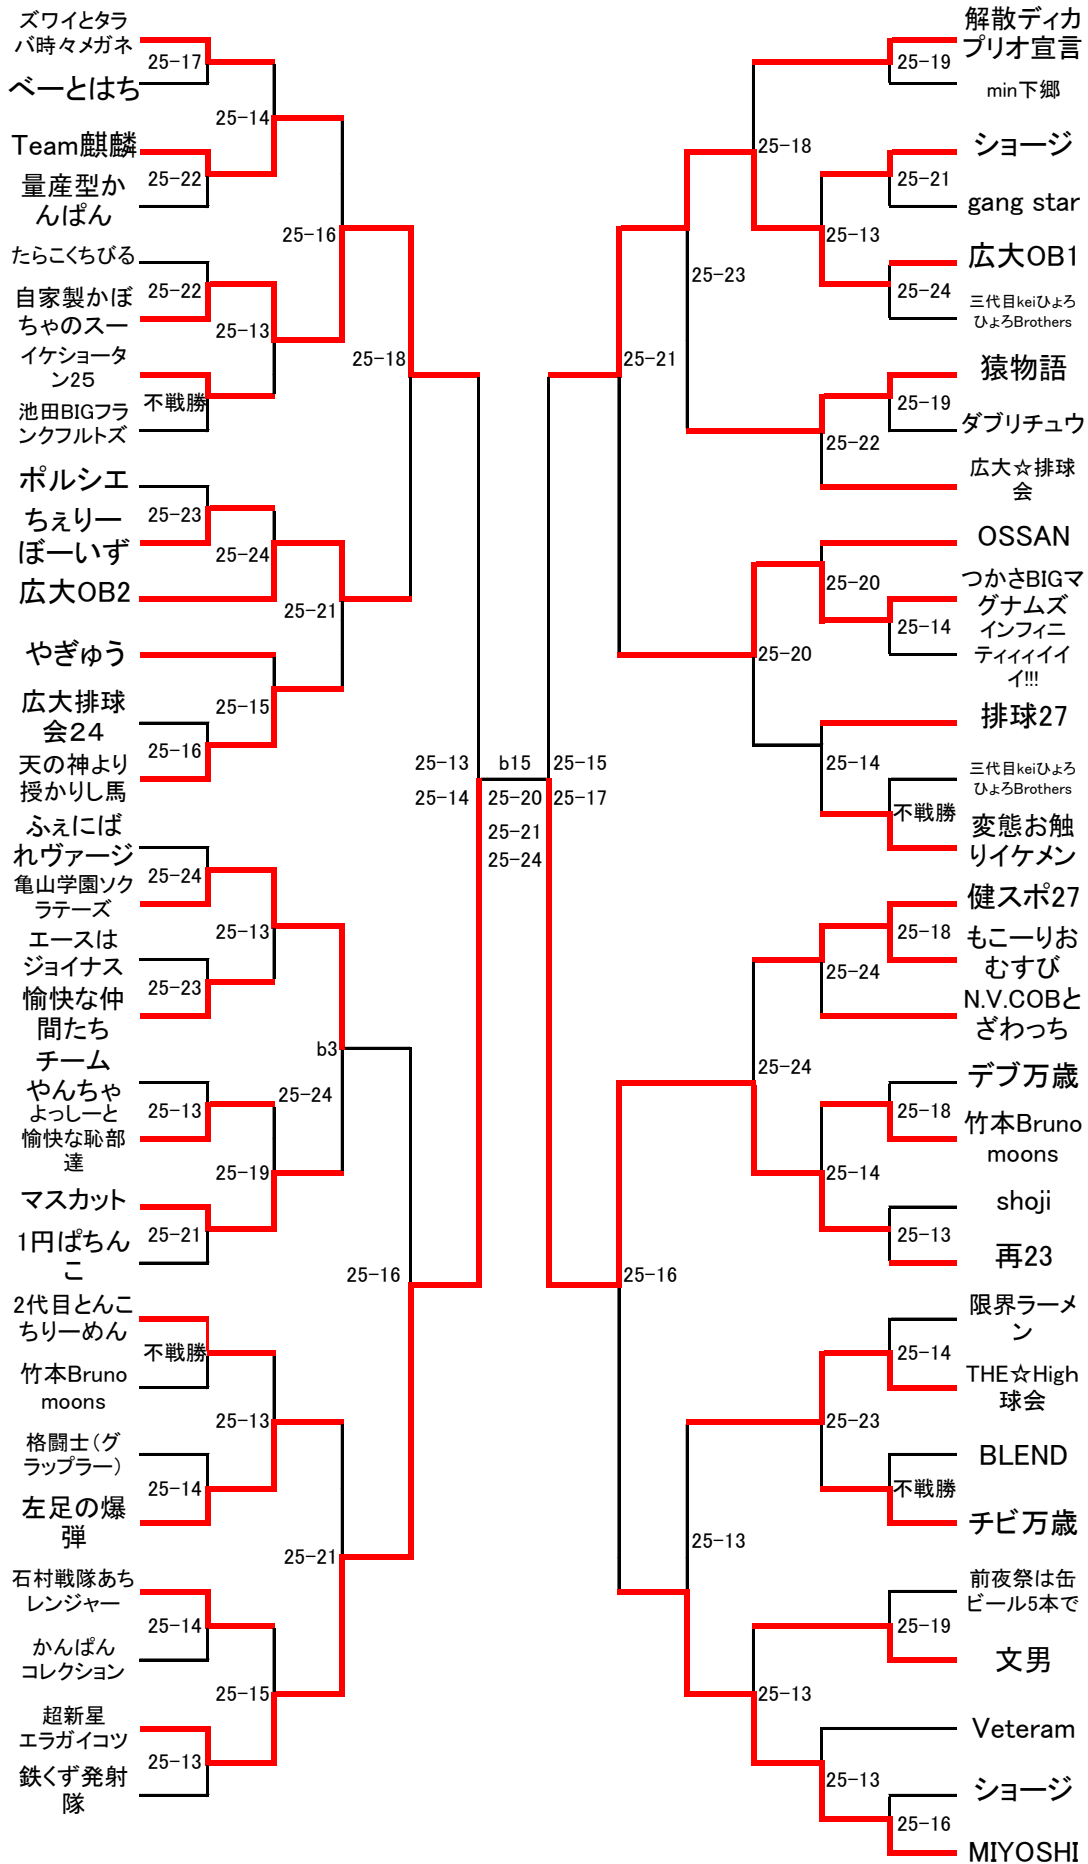 ズワイとタラ
バ時々メガネ
25-17
べーとはち
25-14
Team麒麟
25-22
量産型か
んぱん
25-16
たらこくちびる
25-22
自家製かぼ
ちゃのスー
25-13
イケショータ
ン25
不戦勝
池田BIGフラ
ンクフルトズ
25-18
ポルシエ
25-23
ちぇりー
ぼーいず
25-24
広大OB2
25-21
やぎゅう
25-15
広大排球
会24
25-16
天の神より
授かりし馬
25-13
25-14
ふぇにば
れヴァージ
25-24
亀山学園ソク
ラテーズ
25-13
エースは
ジョイナス
25-23
愉快な仲
間たち
b3
25-24
チーム
やんちゃ
25-13
よっしーと
愉快な恥部
達
25-19
マスカット
25-21
1円ぱちん
こ
25-16
2代目とんこ
ちりーめん
不戦勝
竹本Bruno
moons
25-13
格闘士(グ
ラップラー)
25-14
左足の爆
弾
25-21
石村戦隊あち
レンジャー
25-14
かんぱん
コレクション
25-15
超新星
エラガイコツ
25-13
鉄くず発射
隊
b15
25-20
25-21
25-24
25-15
25-17
解散ディカ
プリオ宣言
25-19
min下郷
25-18
ショージ
25-21
gang star
25-13
広大OB1
25-24
三代目keiひょろ
ひょろBrothers
25-23
25-21
猿物語
25-19
ダブリチュウ
25-22
広大☆排球
会
OSSAN
25-20
つかさBIGマ
グナムズ
25-14
インフィニ
ティィィイイ
イ!!!
25-20
排球27
25-14
三代目keiひょろ
ひょろBrothers
不戦勝
変態お触
りイケメン
健スポ27
25-18
もこーりお
むすび
25-24
N.V.COBと
ざわっち
25-24
デブ万歳
25-18
竹本Bruno
moons
25-14
shoji
25-13
再23
25-16
限界ラーメ
ン
25-14
THE☆High
球会
25-23
BLEND
不戦勝
チビ万歳
25-13
前夜祭は缶
ビール5本で
25-19
文男
25-13
Veteram
25-13
ショージ
25-16
MIYOSHI